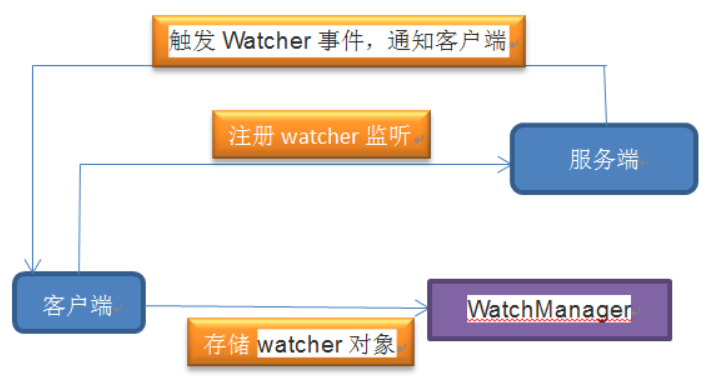 触发 Watcher 事件，通知客户端
注册 watcher 监听
服务端
客户端
WatchManager
存储 watcher 对象